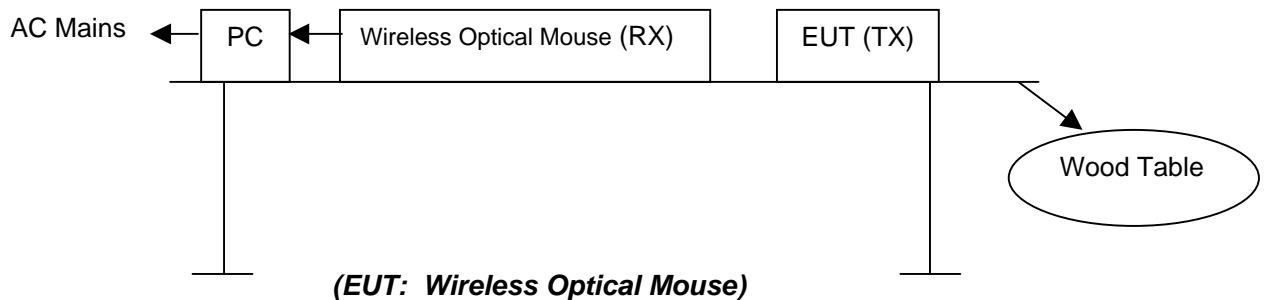 AC Mains
PC
Wireless Optical Mouse (RX)
EUT (TX)
Wood Table
(EUT: Wireless Optical Mouse)